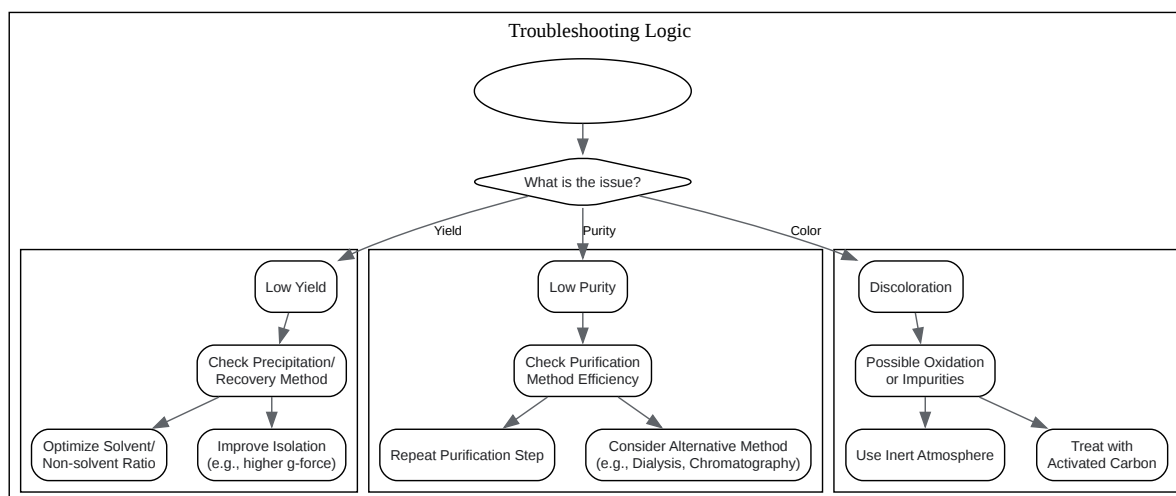 Troubleshooting Logic
What is the issue?
Yield
Purity
Color
Low Yield
Low Purity
Discoloration
Check Precipitation/
Recovery Method
Check Purification
Method Efficiency
Possible Oxidation
or Impurities
Optimize Solvent/
Non-solvent Ratio
Improve Isolation
(e.g., higher g-force)
Repeat Purification Step
Consider Alternative Method
(e.g., Dialysis, Chromatography)
Use Inert Atmosphere
Treat with
Activated Carbon